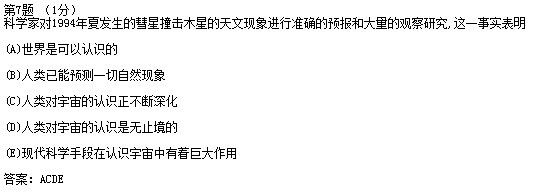 第7题 (1分)
科学家对1994年夏发生的彗星撞击木星的天文现象进行准确的预报和大量的观察研究,这一事实表明
(A)世界是可以认识的
(B)人类已能预测一切自然现象
(C)人类对宇宙的认识正不断深化
(D)人类对宇宙的认识是无止境的
(E)现代科学手段在认识宇宙中有着巨大作用
答案: ACDE